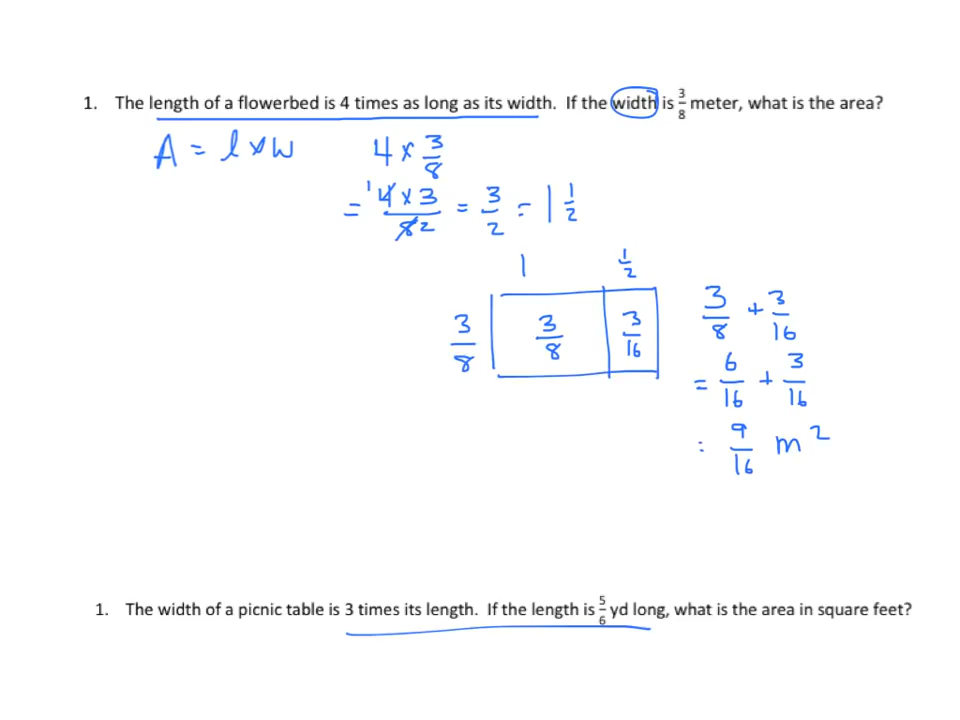 1. The length of a flowerbed is 4 times as long as its width. If the width is 3/8 meter, what is the area?
A = l x w 4 x 3/8
= 1 4 x 3 / 8 2 = 3/2 = 1 1/2
1 1/2
3/8 3/8 3/16 3/8 + 3/16
= 6/16 + 3/16
= 9/16 m²
1. The width of a picnic table is 3 times its length. If the length is 5/6 yd long, what is the area in square feet?